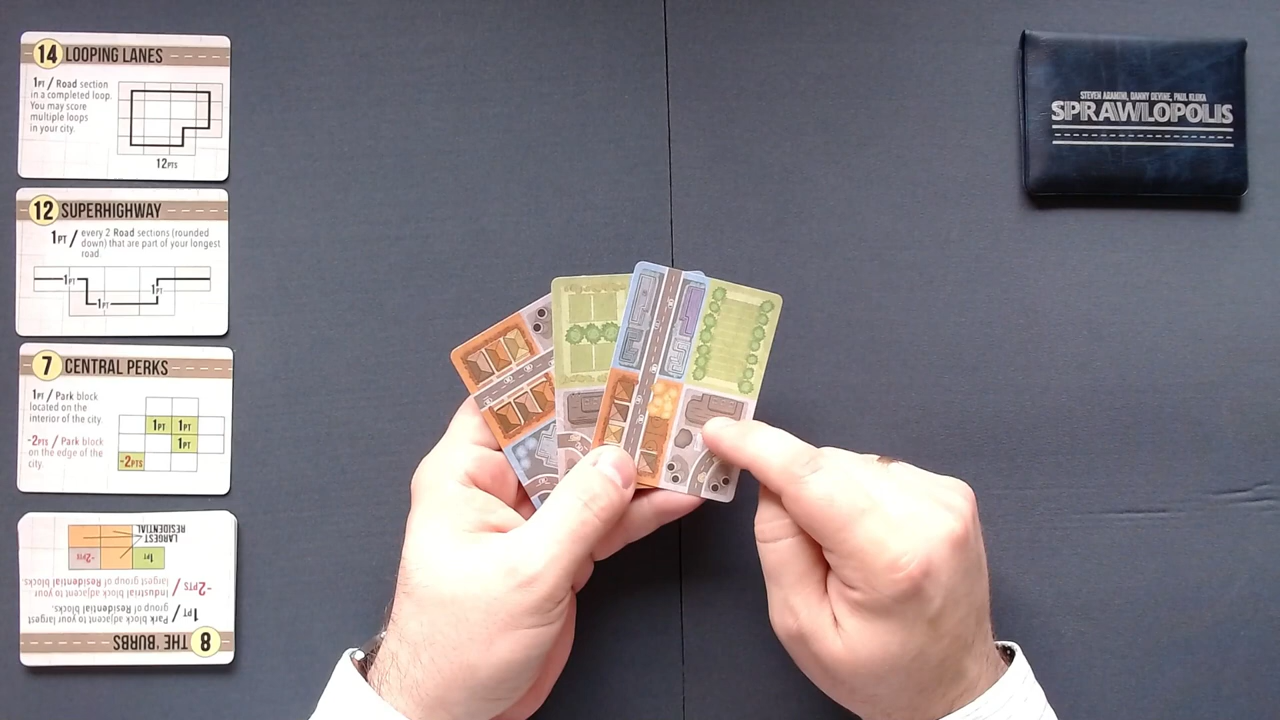 14 LOOPING LANES
1PT / Road section
in a completed loop.
You may score
multiple loops
in your city.
12PTS
12 SUPERHIGHWAY
1PT / every 2 Road sections (rounded
down) that are part of your longest
road.
1PT
1PT
1PT
7 CENTRAL PERKS
1PT / Park block
located on the
interior of the city.
-2PTS / Park block
on the edge of the
city.
1PT 1PT
1PT
-2PTS
8 THE 'BURBS
1PT / Park block adjacent to your largest
group of Residential blocks.
-2PTS / Industrial block adjacent to your
largest group of Residential blocks.
1PT -2PTS
LARGEST
RESIDENTIAL
STEVEN ARAMINI, DANNY DEVINE, PAUL KLUKA
SPRAWLOPOLIS